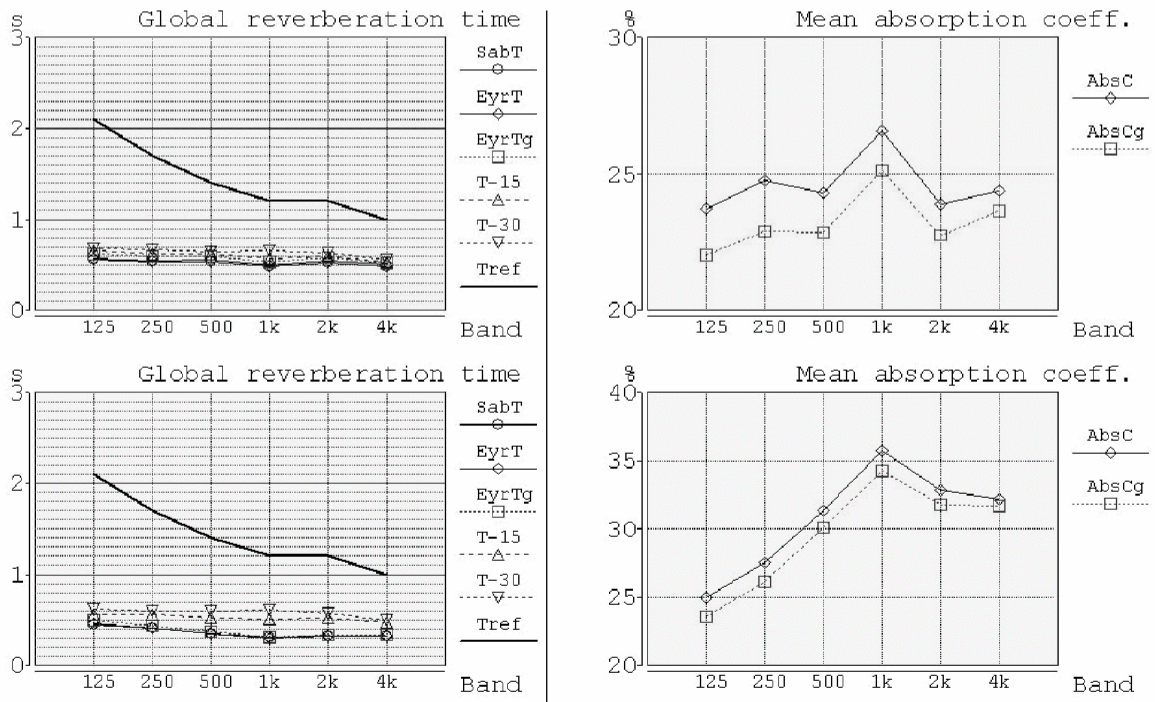 s Global reverberation time
3
2
1
0
125 250 500 1k 2k 4k Band
SabT
EyrT
EyrTg
T-15
T-30
Tref
% Mean absorption coeff.
30
25
20
125 250 500 1k 2k 4k Band
AbsC
AbsCg
s Global reverberation time
3
2
1
0
125 250 500 1k 2k 4k Band
SabT
EyrT
EyrTg
T-15
T-30
Tref
% Mean absorption coeff.
40
35
30
25
20
125 250 500 1k 2k 4k Band
AbsC
AbsCg